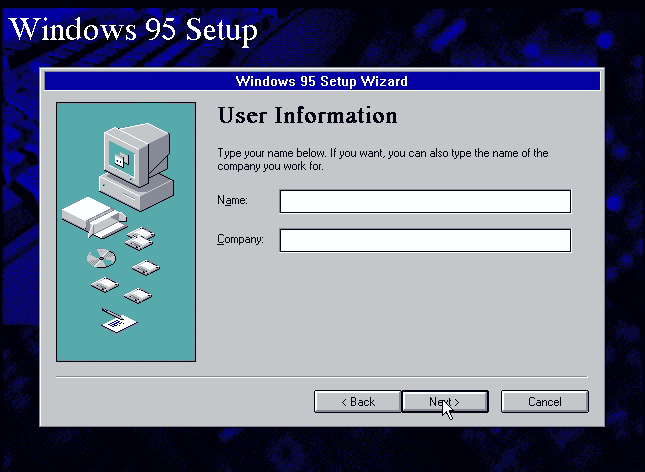 Windows 95 Setup
Windows 95 Setup Wizard
User Information
Type your name below. If you want, you can also type the name of the
company you work for.
Name:
Company:
< Back
Next >
Cancel